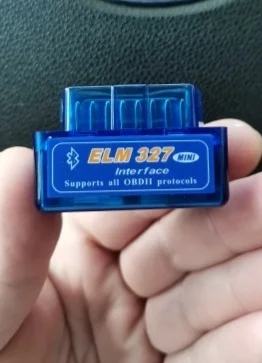 ELM 327 MINI
Interface
Supports all OBDII protocols